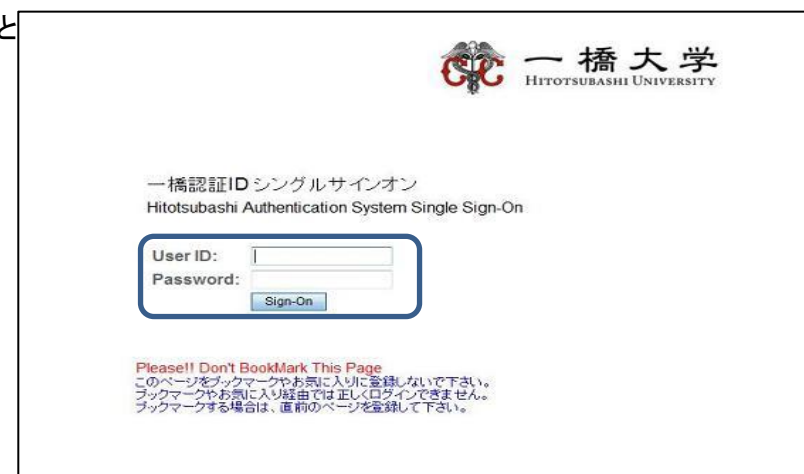 と
一橋大学
HITOTSUBASHI UNIVERSITY
一橋認証IDシングルサインオン
Hitotsubashi Authentication System Single Sign-On
User ID:
Password:
Sign-On
Please!! Don't BookMark This Page
このページをブックマークやお気に入りに登録しないで下さい。
ブックマークやお気に入り経由では正しくログインできません。
ブックマークする場合は、直前のページを登録して下さい。